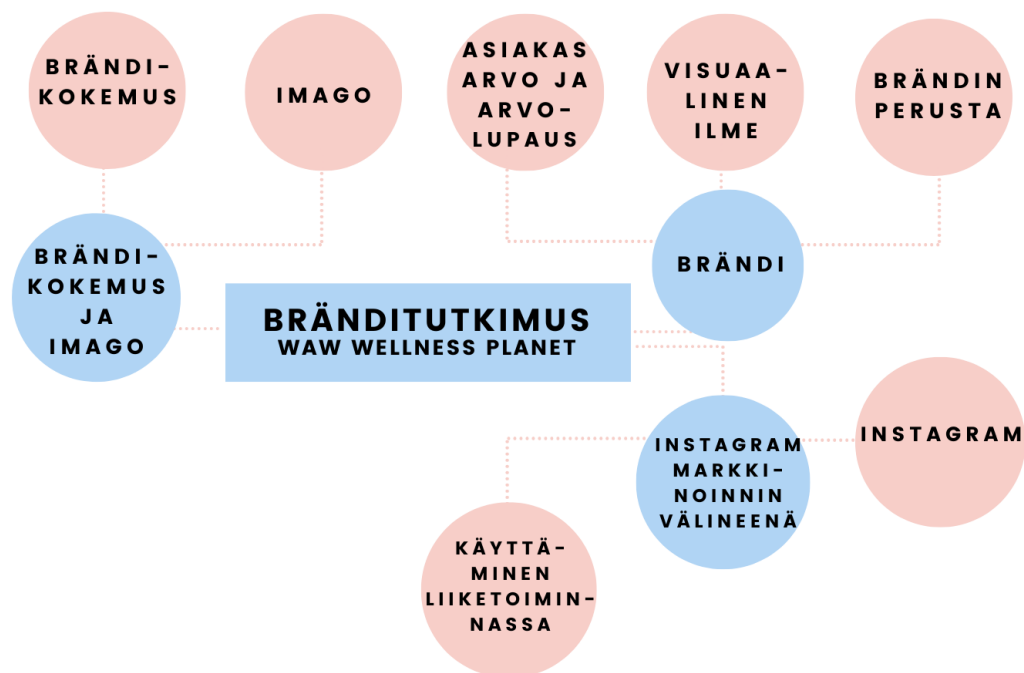 BRÄNDI-
KOKEMUS
IMAGO
ASIAKAS
ARVO JA
ARVO-
LUPAUS
VISUAA-
LINEN
ILME
BRÄNDIN
PERUSTA
BRÄNDI-
KOKEMUS
JA
IMAGO
BRÄNDI
BRÄNDITUTKIMUS
WAW WELLNESS PLANET
INSTAGRAM
MARKKI-
NOINNIN
VÄLINEENÄ
INSTAGRAM
KÄYTTÄ-
MINEN
LIIKETOIMIN-
NASSA